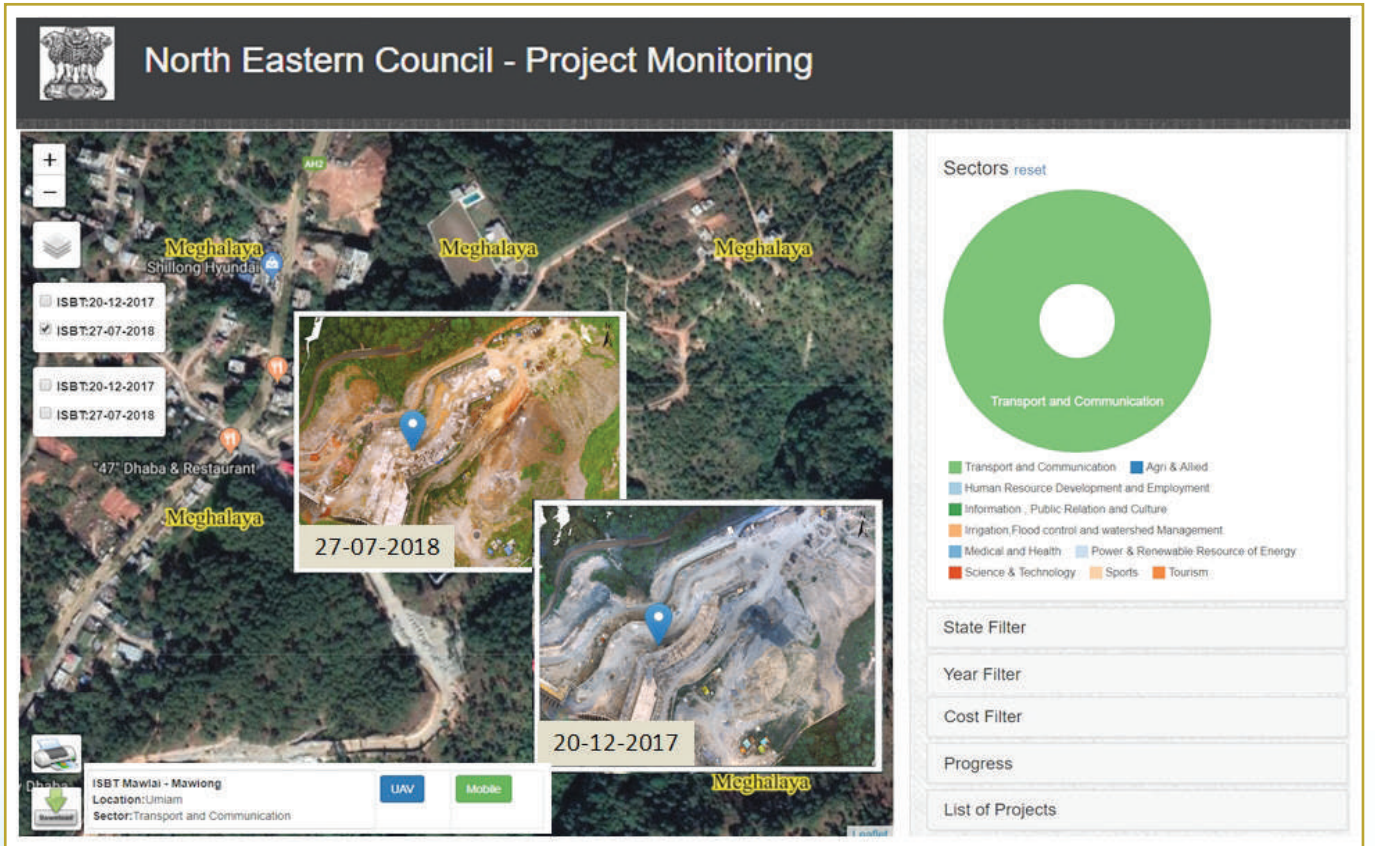 North Eastern Council - Project Monitoring
+
−
AH2
Meghalaya
Meghalaya
Meghalaya
Shillong Hyundai
ISBT:20-12-2017
ISBT:27-07-2018
ISBT:20-12-2017
ISBT:27-07-2018
"47" Dhaba & Restaurant
Meghalaya
27-07-2018
20-12-2017
Meghalaya
Dhaba
Download
ISBT Mawlai - Mawiong
Location:Umiam
Sector:Transport and Communication
UAV
Mobile
Leaflet
Sectors reset
Transport and Communication
Transport and Communication Agri & Allied
Human Resource Development and Employment
Information , Public Relation and Culture
Irrigation,Flood control and watershed Management
Medical and Health Power & Renewable Resource of Energy
Science & Technology Sports Tourism
State Filter
Year Filter
Cost Filter
Progress
List of Projects